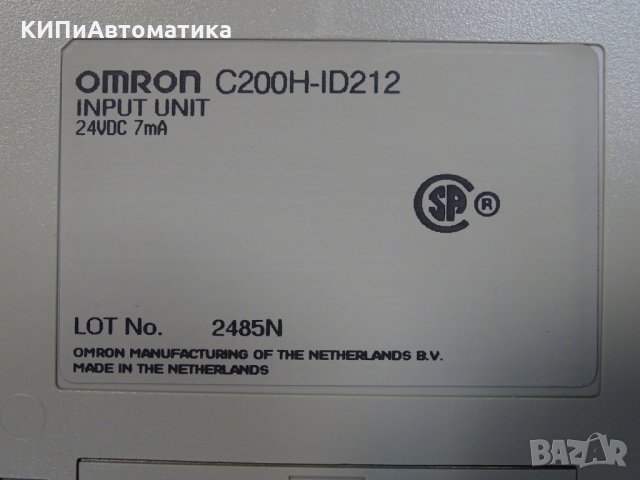 КИПиАвтоматика
OMRON C200H-ID212
INPUT UNIT
24VDC 7mA
SA ®
LOT No. 2485N
OMRON MANUFACTURING OF THE NETHERLANDS B.V.
MADE IN THE NETHERLANDS
BAZAR